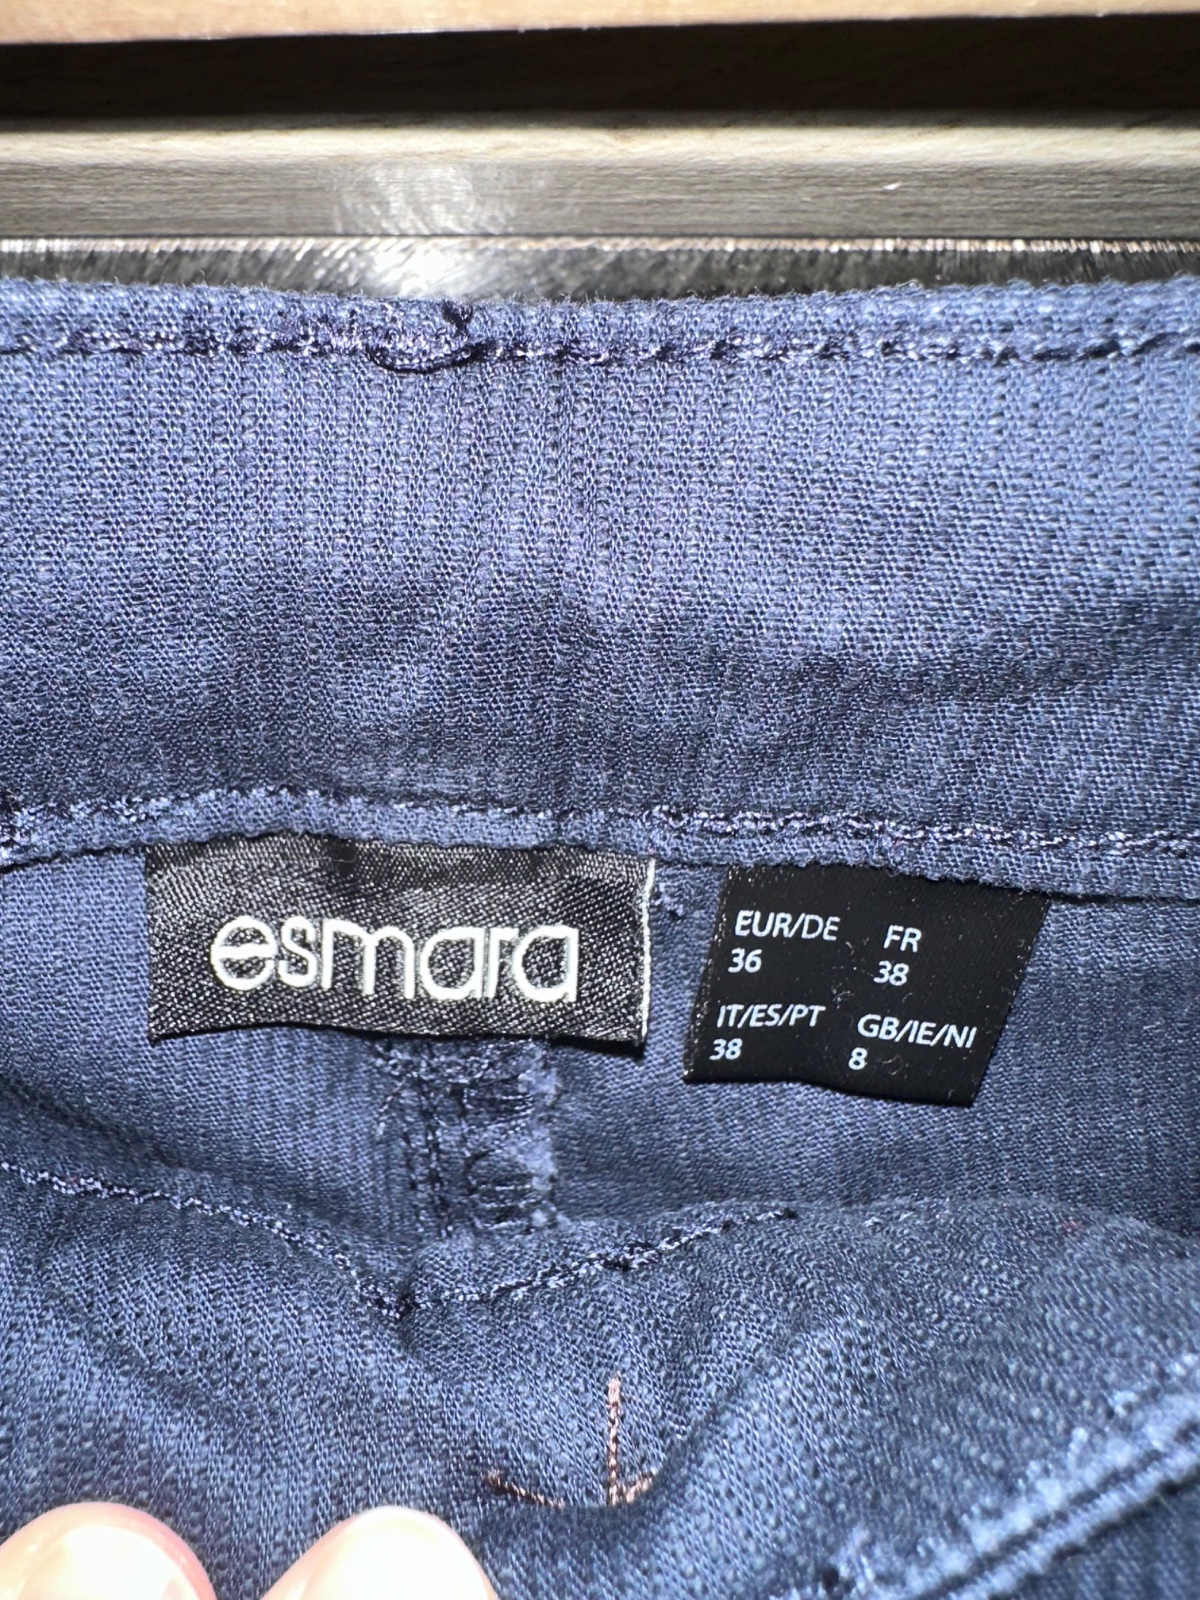 esmara
EUR/DE FR
36 38
IT/ES/PT GB/IE/NI
38 8